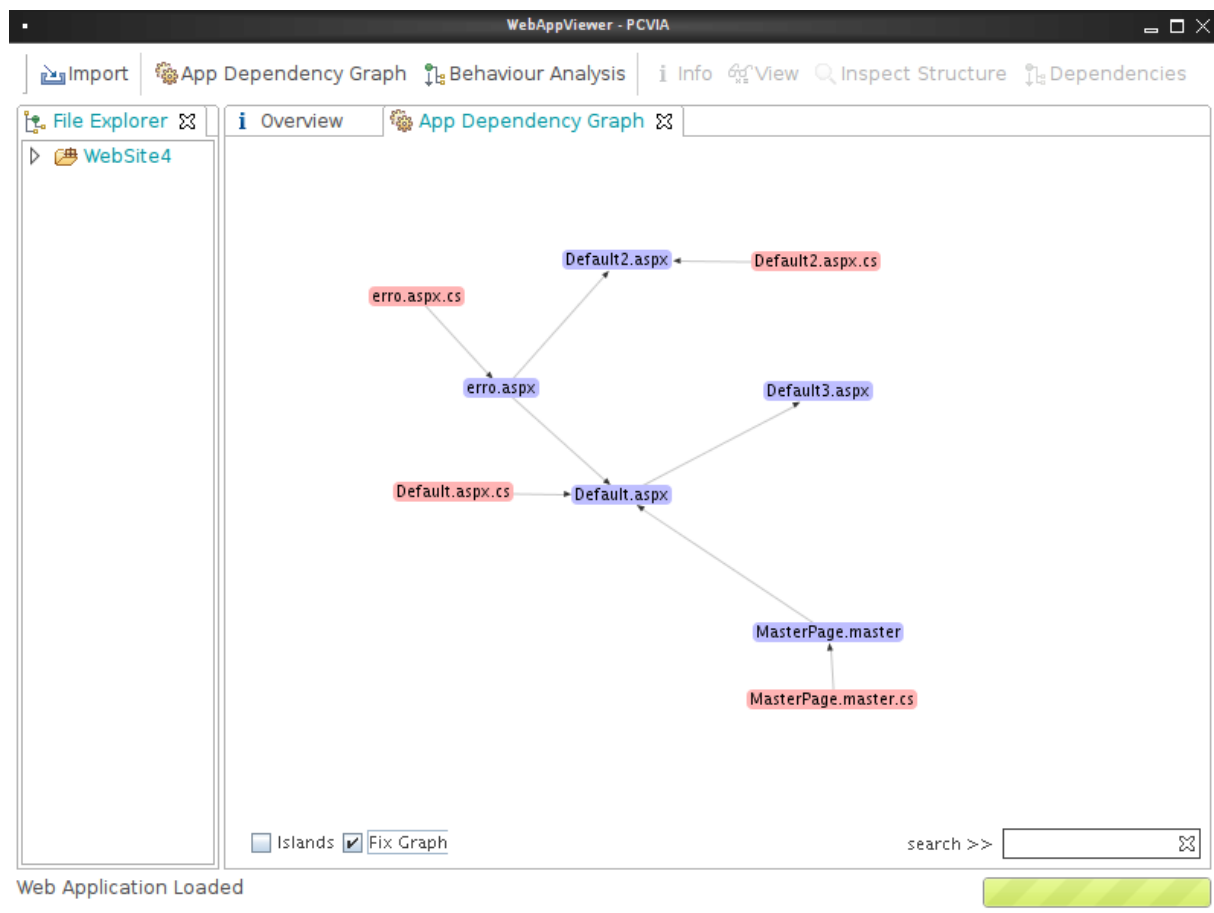 WebAppViewer - PCVIA
Import App Dependency Graph Behaviour Analysis i Info View Inspect Structure Dependencies
File Explorer i Overview App Dependency Graph
WebSite4
Default2.aspx Default2.aspx.cs
erro.aspx.cs
erro.aspx Default3.aspx
Default.aspx.cs Default.aspx
MasterPage.master
MasterPage.master.cs
Islands Fix Graph search >>
Web Application Loaded